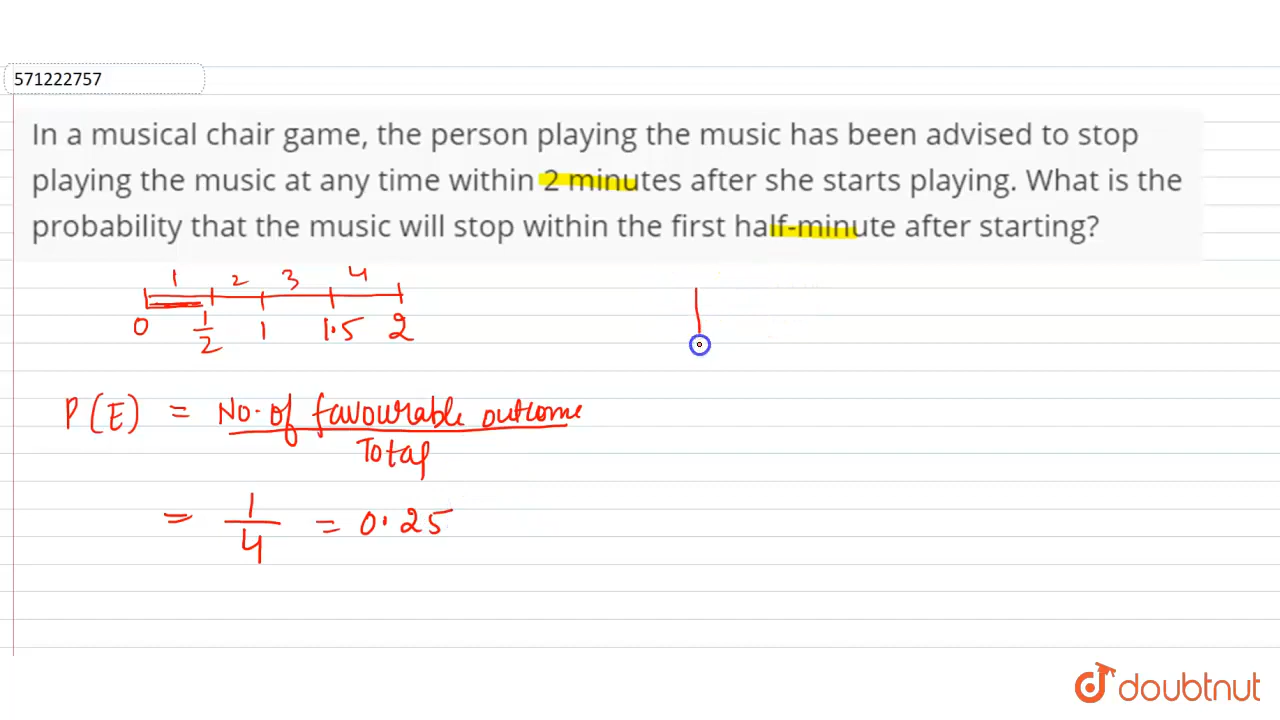 571222757
In a musical chair game, the person playing the music has been advised to stop
playing the music at any time within 2 minutes after she starts playing. What is the
probability that the music will stop within the first half-minute after starting?
1 2 3 4
0 1/2 1 1.5 2
P(E) = No. of favourable outcome
Total
= 1/4 = 0.25
doubtnut